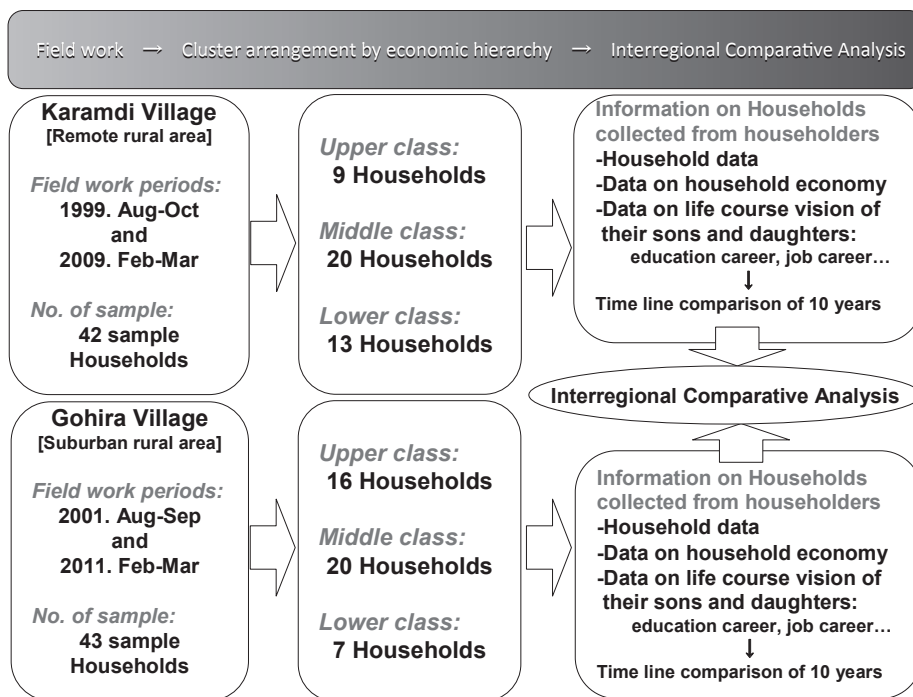 Field work → Cluster arrangement by economic hierarchy → Interregional Comparative Analysis
Karamdi Village
[Remote rural area]
Field work periods:
1999. Aug-Oct
and
2009. Feb-Mar
No. of sample:
42 sample
Households
Upper class:
9 Households
Middle class:
20 Households
Lower class:
13 Households
Information on Households
collected from householders
-Household data
-Data on household economy
-Data on life course vision of
their sons and daughters:
education career, job career…
↓
Time line comparison of 10 years
Interregional Comparative Analysis
Gohira Village
[Suburban rural area]
Field work periods:
2001. Aug-Sep
and
2011. Feb-Mar
No. of sample:
43 sample
Households
Upper class:
16 Households
Middle class:
20 Households
Lower class:
7 Households
Information on Households
collected from householders
-Household data
-Data on household economy
-Data on life course vision of
their sons and daughters:
education career, job career…
↓
Time line comparison of 10 years